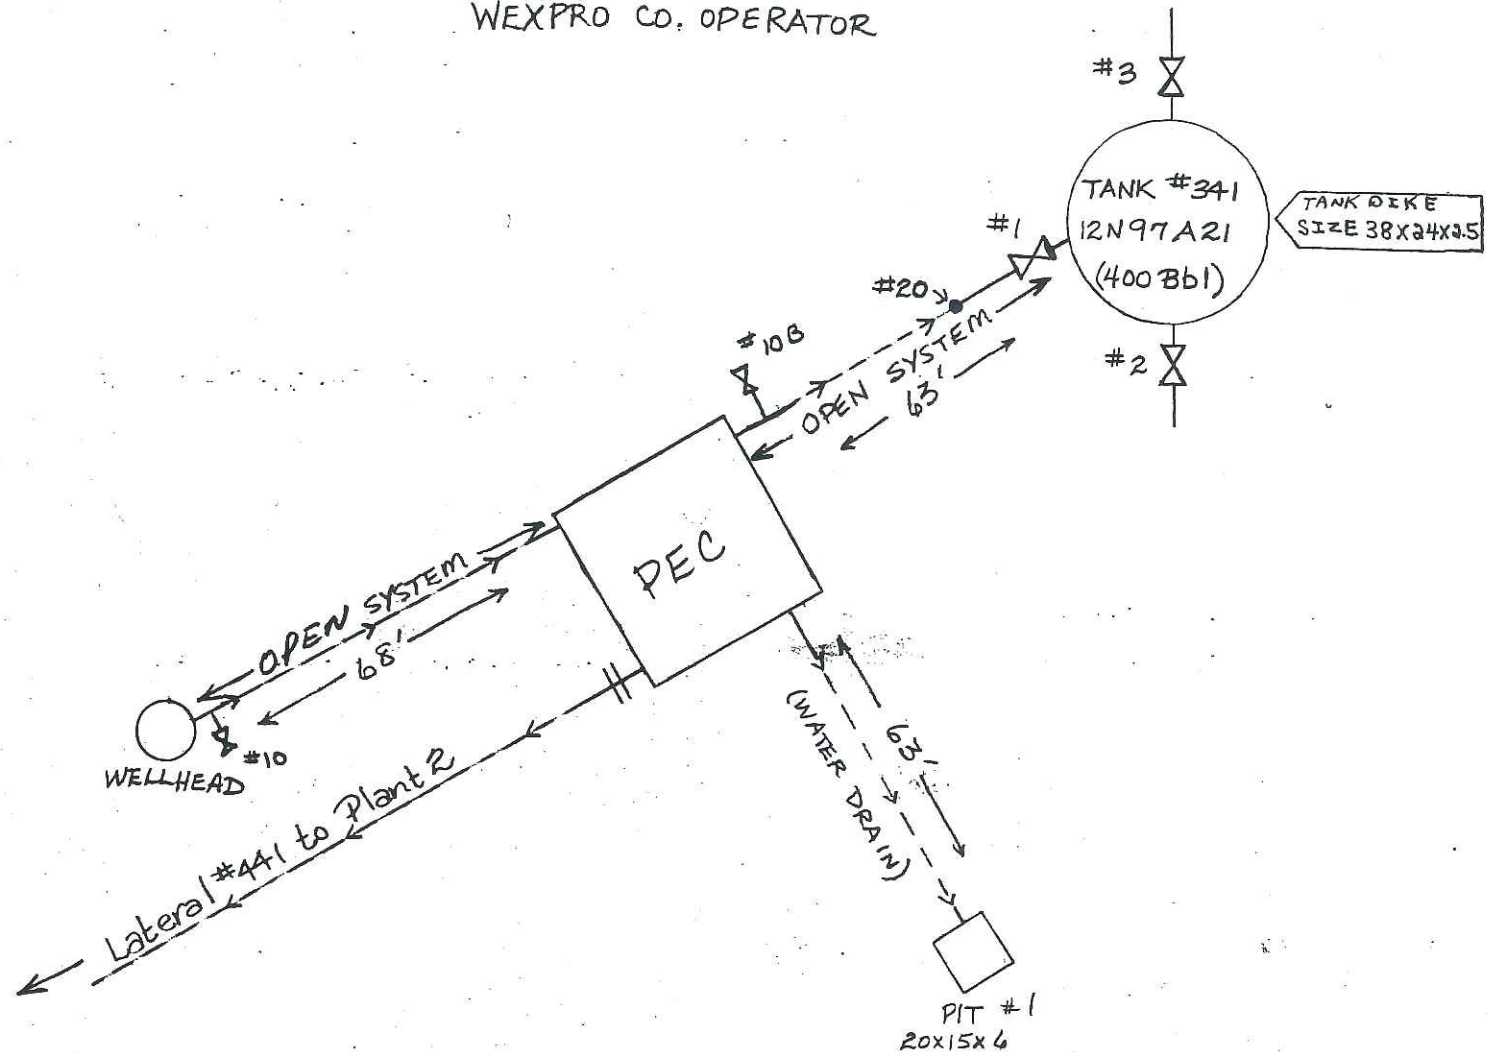 WEXPRO CO. OPERATOR
#3
TANK #341
12N97A21
(400 Bbl)
TANK DIKE
SIZE 38x24x2.5
#1
#20
#2
#10B
OPEN SYSTEM
63'
PEC
OPEN SYSTEM
68'
#10
WELLHEAD
Lateral #441 to Plant 2
(WATER DRAIN)
63'
PIT #1
20x15x6